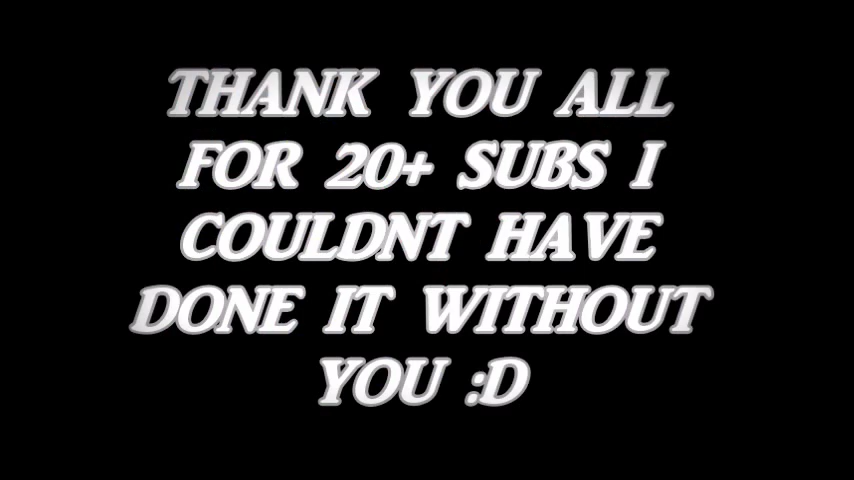 THANK YOU ALL
FOR 20+ SUBS I
COULDNT HAVE
DONE IT WITHOUT
YOU :D